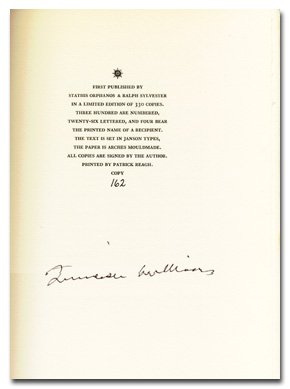 FIRST PUBLISHED BY
STATHIS ORPHANOS & RALPH SYLVESTER
IN A LIMITED EDITION OF 330 COPIES.
THREE HUNDRED ARE NUMBERED,
TWENTY-SIX LETTERED, AND FOUR BEAR
THE PRINTED NAME OF A RECIPIENT.
THE TEXT IS SET IN JANSON TYPES,
THE PAPER IS ARCHES MOULDMADE.
ALL COPIES ARE SIGNED BY THE AUTHOR.
PRINTED BY PATRICK REAGH.
COPY
162
Tennessee Williams